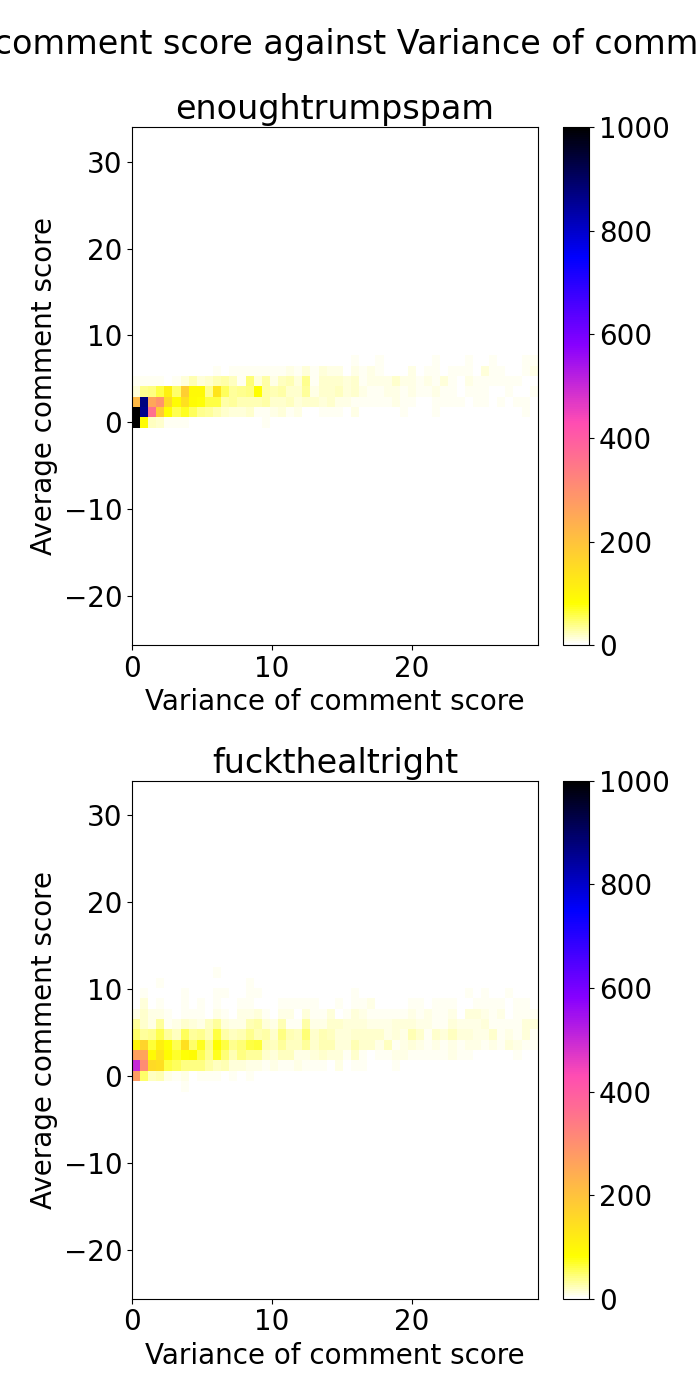 comment score against Variance of comm
enoughtrumpspam
30
20
10
0
−10
−20
Average comment score
0 10 20
Variance of comment score
1000
800
600
400
200
0
fuckthealtright
30
20
10
0
−10
−20
Average comment score
0 10 20
Variance of comment score
1000
800
600
400
200
0